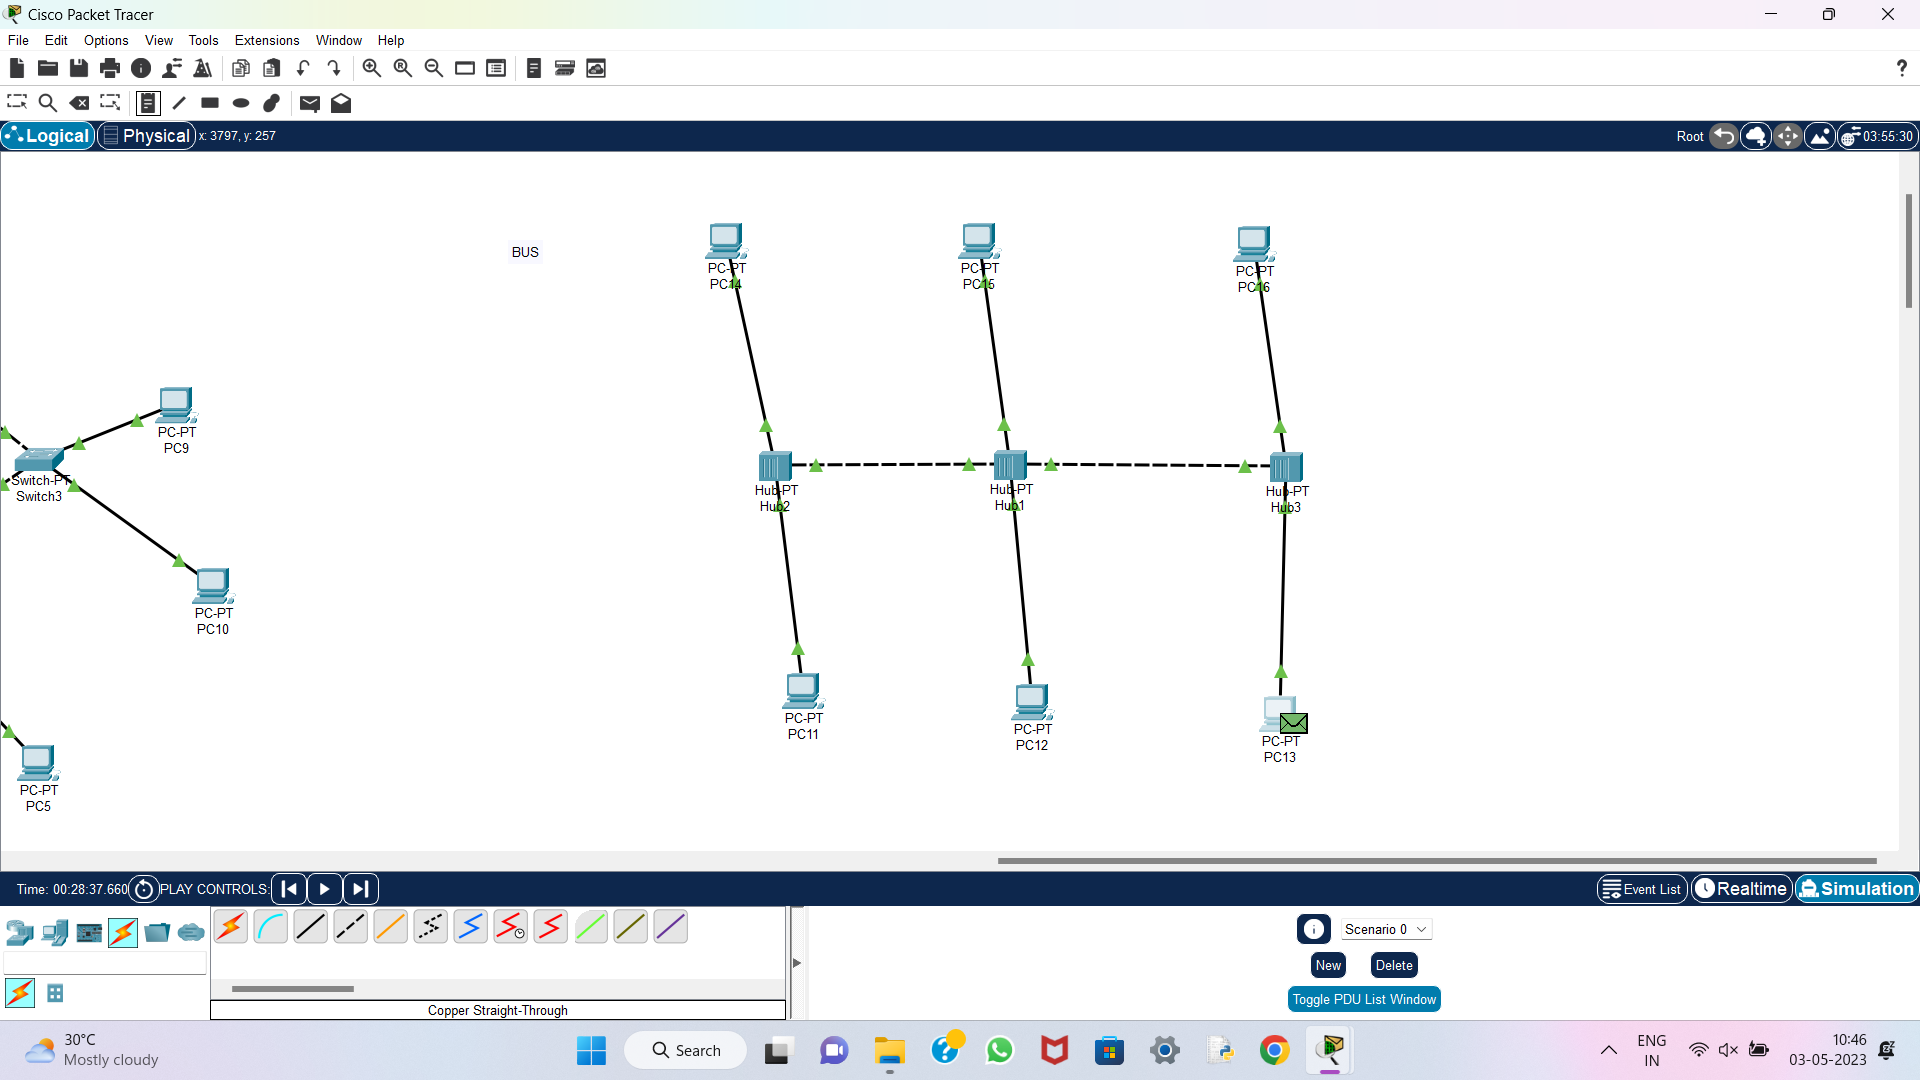 Cisco Packet Tracer
File Edit Options View Tools Extensions Window Help
?
Logical Physical x: 3797, y: 257 Root 03:55:30
BUS
PC-PT
PC14
PC-PT
PC15
PC-PT
PC16
PC-PT
PC9
Switch-PT
Switch3
Hub-PT
Hub2
Hub-PT
Hub1
Hub-PT
Hub3
PC-PT
PC10
PC-PT
PC11
PC-PT
PC12
PC-PT
PC13
PC-PT
PC5
Time: 00:28:37.660 PLAY CONTROLS: Event List Realtime Simulation
Scenario 0
New Delete
Toggle PDU List Window
Copper Straight-Through
30°C
Mostly cloudy
Search
ENG
IN
10:46
03-05-2023